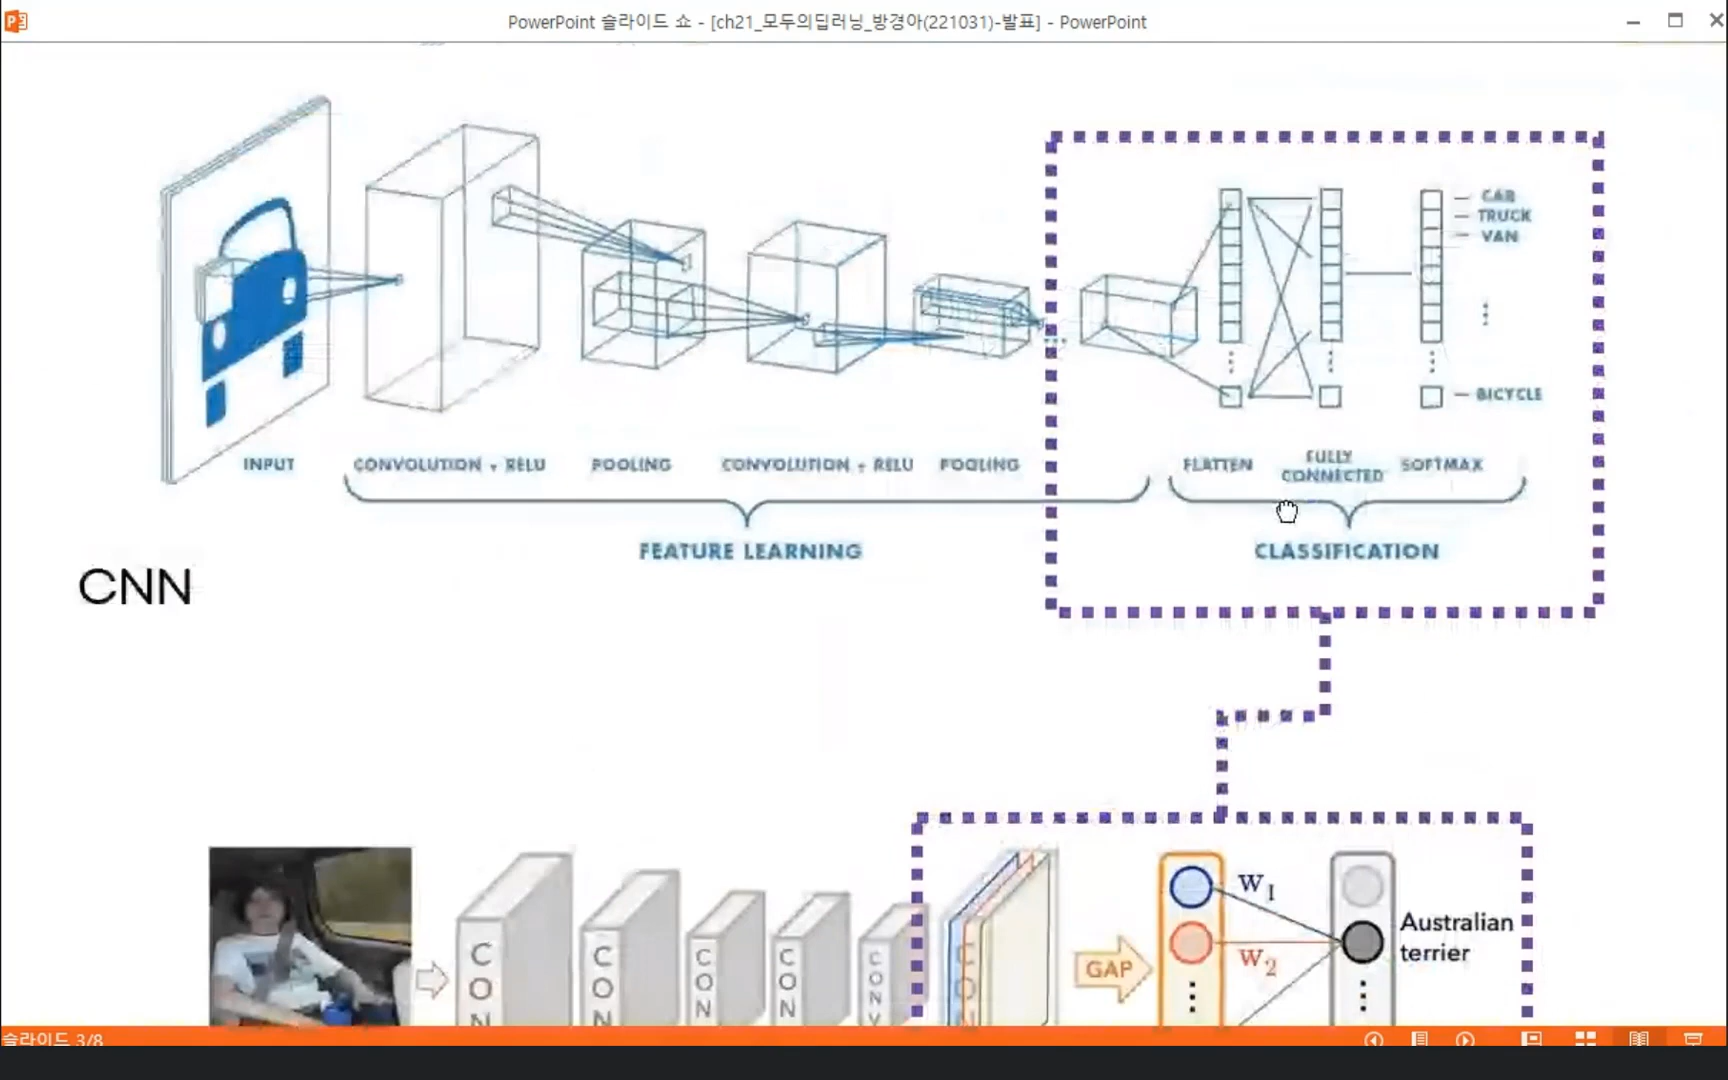 PowerPoint 슬라이드 쇼 - [ch21_모두의딥러닝_방경아(221031)-발표] - PowerPoint
CAR
TRUCK
VAN
BICYCLE
INPUT
CONVOLUTION + RELU
POOLING
CONVOLUTION + RELU
POOLING
FLATTEN
FULLY
CONNECTED
SOFTMAX
FEATURE LEARNING
CLASSIFICATION
CNN
CON
CON
CON
CON
CONV
CON
GAP
W1
W2
Australian
terrier
슬라이드 3/8